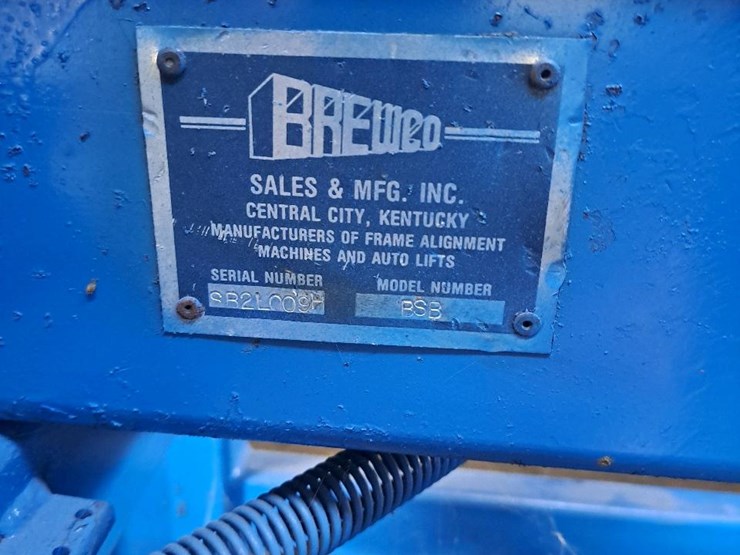 BREWCO
SALES & MFG. INC.
CENTRAL CITY, KENTUCKY
MANUFACTURERS OF FRAME ALIGNMENT
MACHINES AND AUTO LIFTS
SERIAL NUMBER MODEL NUMBER
BSB